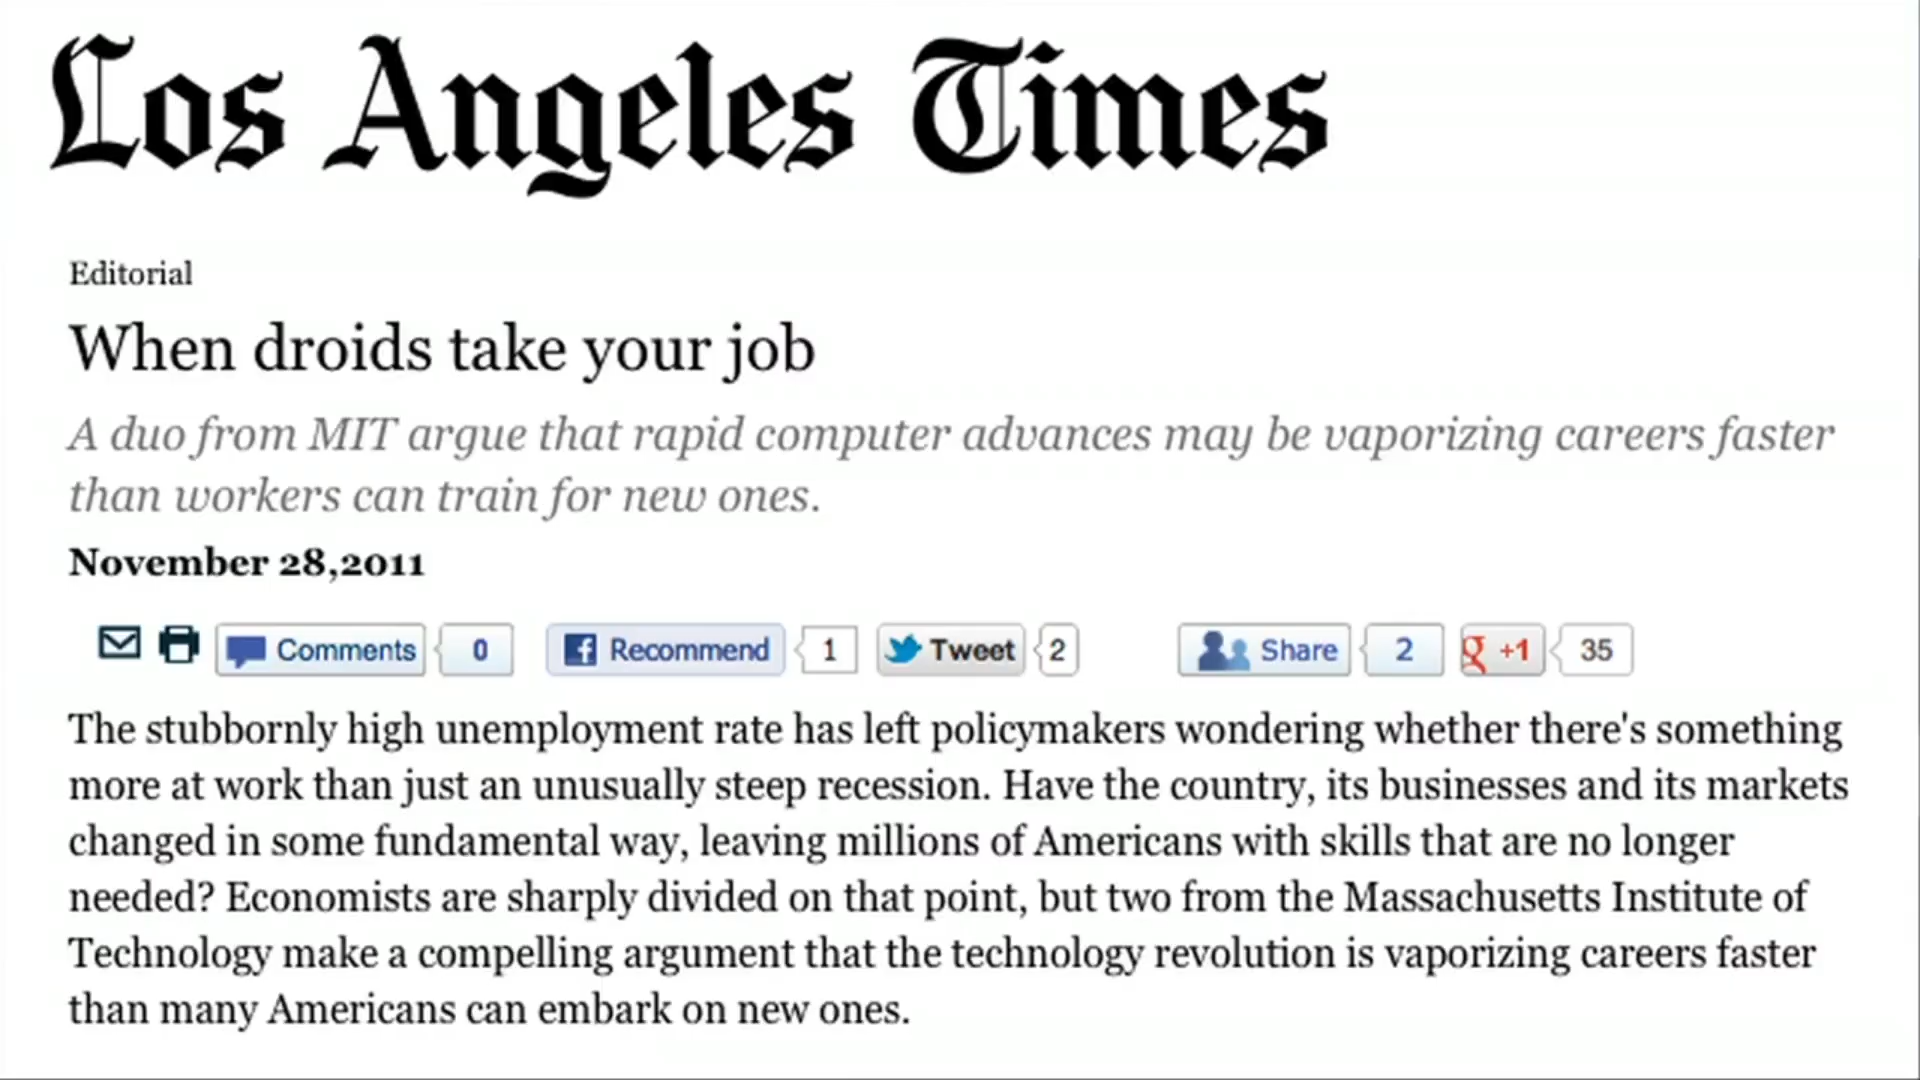 Los Angeles Times
Editorial
When droids take your job
A duo from MIT argue that rapid computer advances may be vaporizing careers faster
than workers can train for new ones.
November 28,2011
Comments 0 Recommend 1 Tweet 2 Share 2 +1 35
The stubbornly high unemployment rate has left policymakers wondering whether there's something
more at work than just an unusually steep recession. Have the country, its businesses and its markets
changed in some fundamental way, leaving millions of Americans with skills that are no longer
needed? Economists are sharply divided on that point, but two from the Massachusetts Institute of
Technology make a compelling argument that the technology revolution is vaporizing careers faster
than many Americans can embark on new ones.